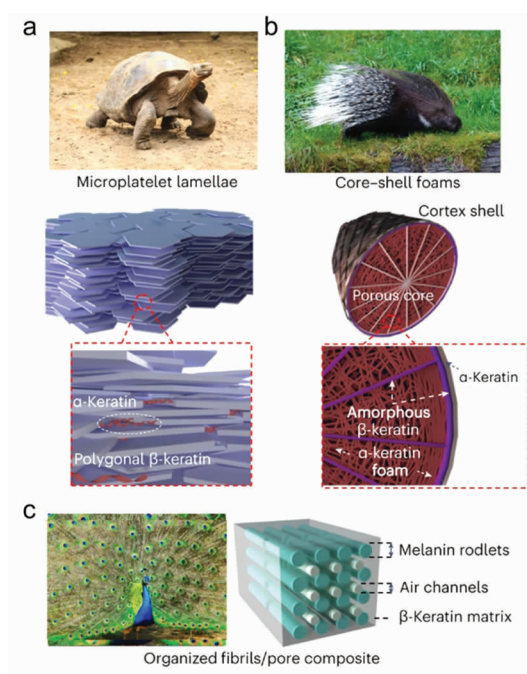 a
b
Microplatelet lamellae
Core–shell foams
Cortex shell
Porous core
α-Keratin
Polygonal β-keratin
α-Keratin
Amorphous
β-keratin
α-keratin
foam
c
Melanin rodlets
Air channels
β-Keratin matrix
Organized fibrils/pore composite